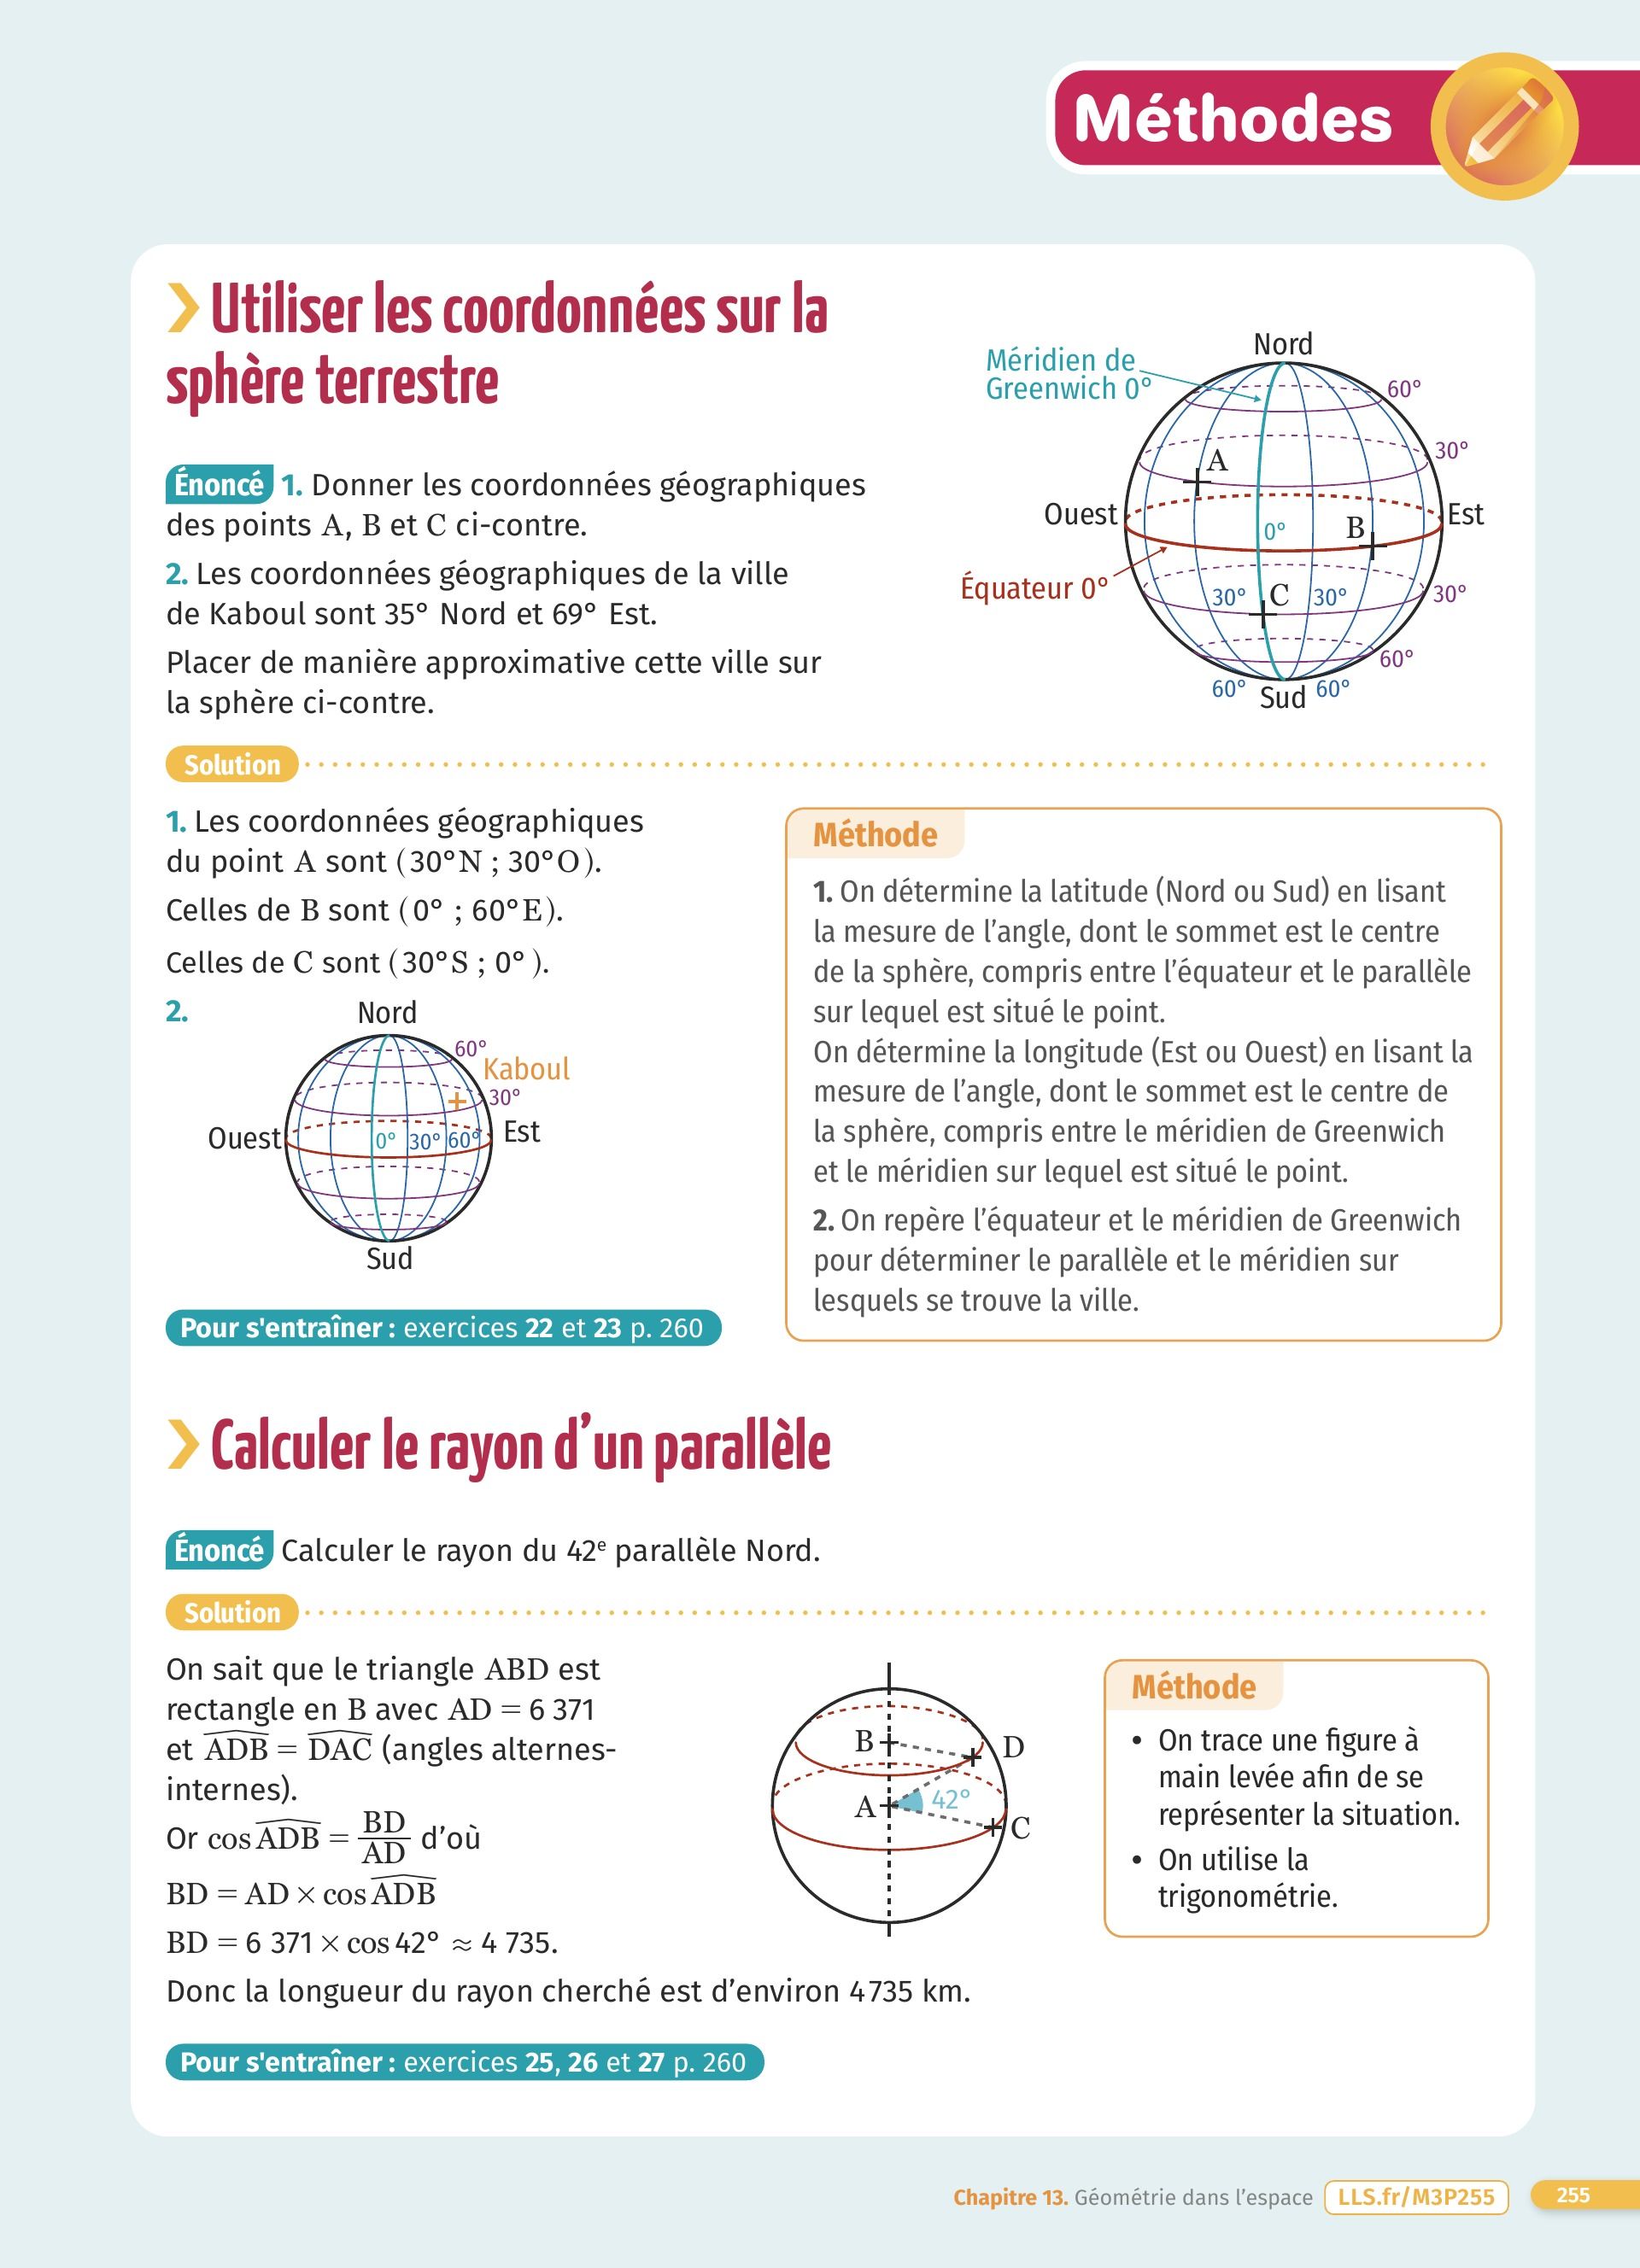 Méthodes
Utiliser les coordonnées sur la
sphère terrestre
Énoncé 1. Donner les coordonnées géographiques
des points A, B et C ci-contre.
2. Les coordonnées géographiques de la ville
de Kaboul sont 35° Nord et 69° Est.
Placer de manière approximative cette ville sur
la sphère ci-contre.
Nord
Méridien de
Greenwich 0°
60°
30°
A
Ouest
0°
B
Est
Équateur 0°
30°
C
30°
30°
60°
60°
Sud
60°
Solution
1. Les coordonnées géographiques
du point A sont (30°N ; 30°O).
Celles de B sont (0° ; 60°E).
Celles de C sont (30°S ; 0° ).
2.
Nord
60°
Kaboul
30°
Ouest
0°
30°
60°
Est
Sud
Méthode
1. On détermine la latitude (Nord ou Sud) en lisant
la mesure de l'angle, dont le sommet est le centre
de la sphère, compris entre l'équateur et le parallèle
sur lequel est situé le point.
On détermine la longitude (Est ou Ouest) en lisant la
mesure de l'angle, dont le sommet est le centre de
la sphère, compris entre le méridien de Greenwich
et le méridien sur lequel est situé le point.
2. On repère l'équateur et le méridien de Greenwich
pour déterminer le parallèle et le méridien sur
lesquels se trouve la ville.
Pour s'entraîner : exercices 22 et 23 p. 260
Calculer le rayon d'un parallèle
Énoncé Calculer le rayon du 42e parallèle Nord.
Solution
On sait que le triangle ABD est
rectangle en B avec AD = 6 371
et ADB = DAC (angles alternes-
internes).
Or cos ADB = BD/AD d'où
BD = AD × cos ADB
BD = 6 371 × cos 42° ≈ 4 735.
Donc la longueur du rayon cherché est d'environ 4 735 km.
B
D
A
42°
C
Méthode
• On trace une figure à
main levée afin de se
représenter la situation.
• On utilise la
trigonométrie.
Pour s'entraîner : exercices 25, 26 et 27 p. 260
Chapitre 13. Géométrie dans l'espace LLS.fr/M3P255 255